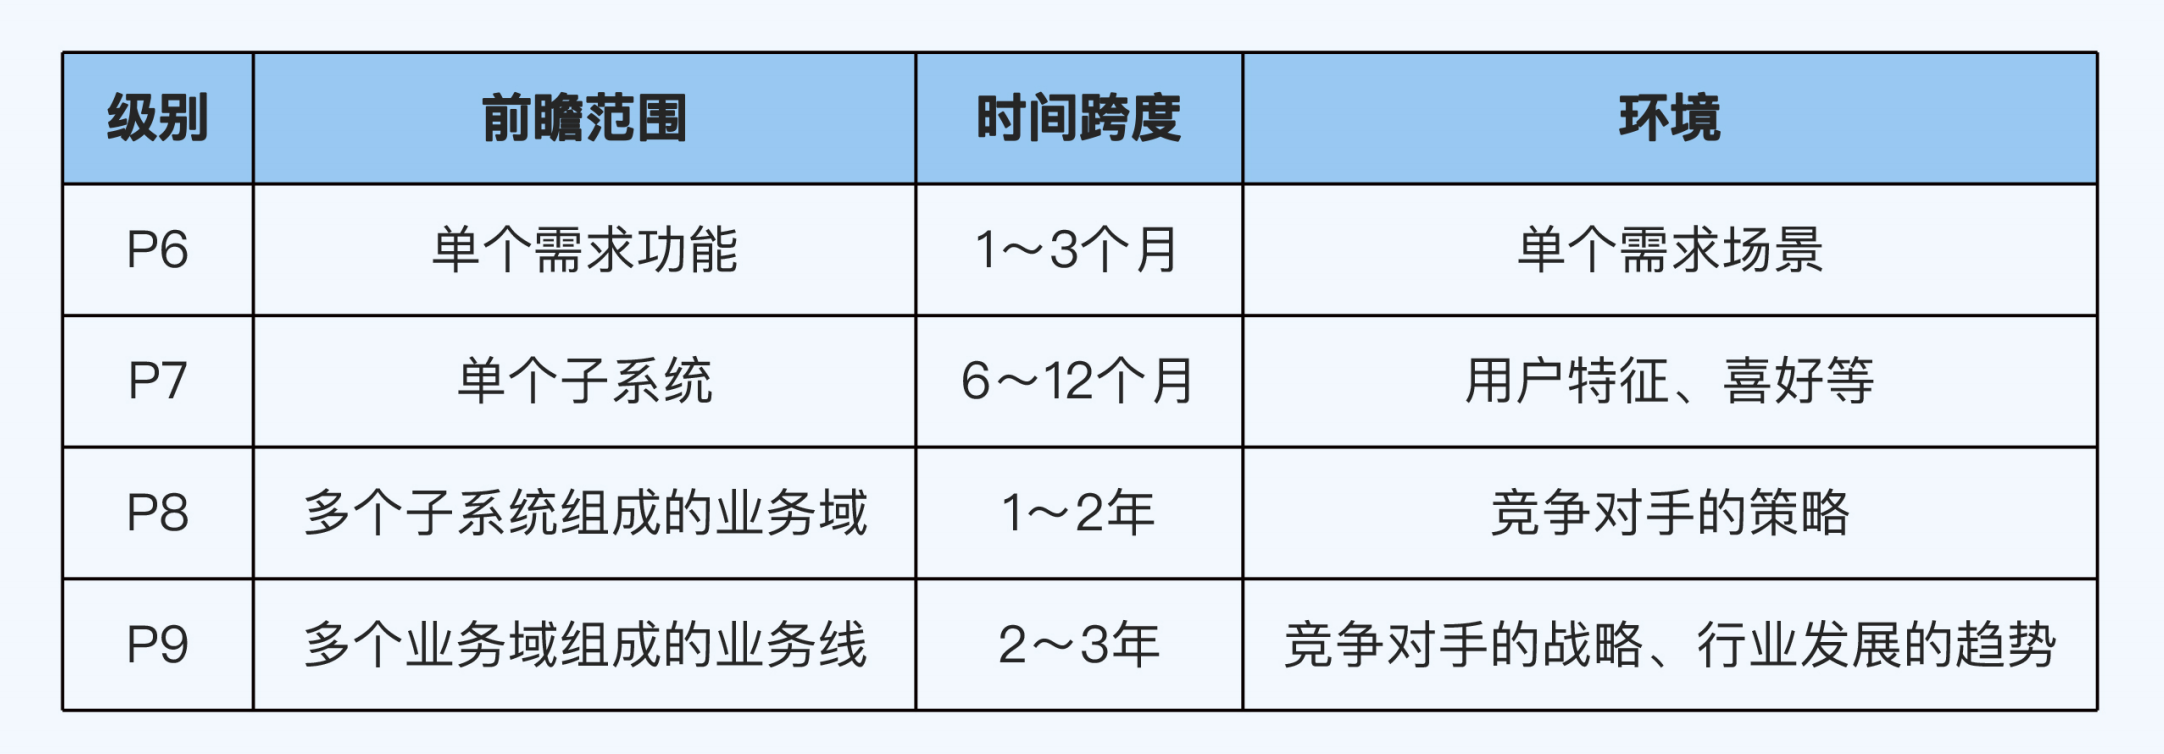 级别 前瞻范围 时间跨度 环境
P6 单个需求功能 1～3个月 单个需求场景
P7 单个子系统 6～12个月 用户特征、喜好等
P8 多个子系统组成的业务域 1～2年 竞争对手的策略
P9 多个业务域组成的业务线 2～3年 竞争对手的战略、行业发展的趋势